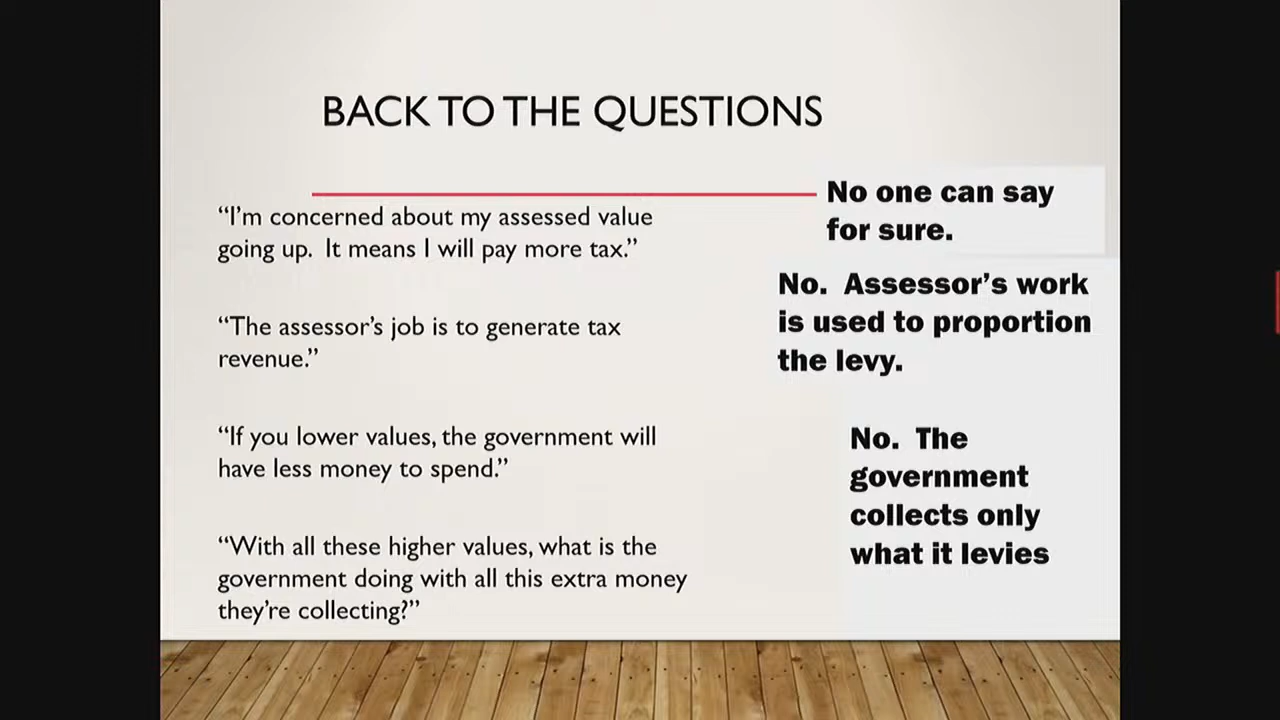 BACK TO THE QUESTIONS
“I’m concerned about my assessed value
going up.  It means I will pay more tax.”
No one can say
for sure.
“The assessor’s job is to generate tax
revenue.”
No.  Assessor’s work
is used to proportion
the levy.
“If you lower values, the government will
have less money to spend.”
No.  The
government
collects only
what it levies
“With all these higher values, what is the
government doing with all this extra money
they’re collecting?”